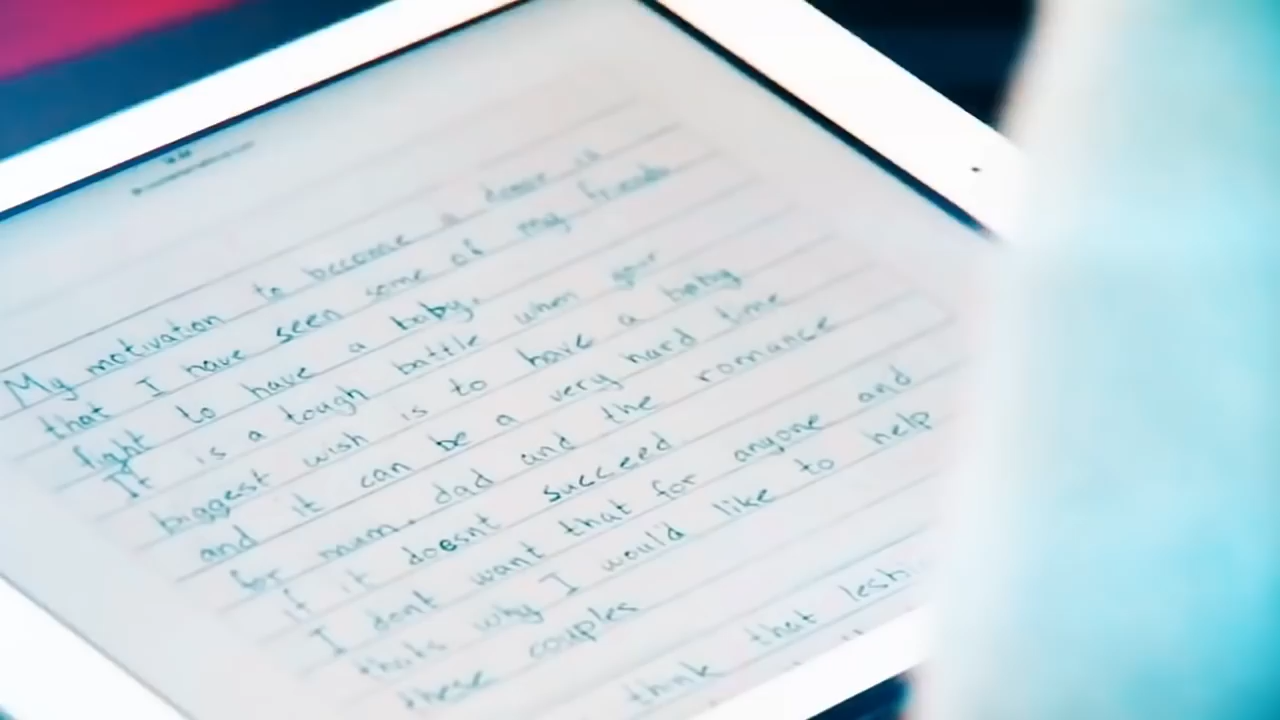 My motivation to become a donor is
that I have seen some of my friends
fight to have a baby.
It is a tough battle when your
biggest wish is to have a baby
and it can be a very hard time
for mum, dad and the romance
if it doesnt succeed
I dont want that for anyone and
thats why I would like to help
these couples
think that